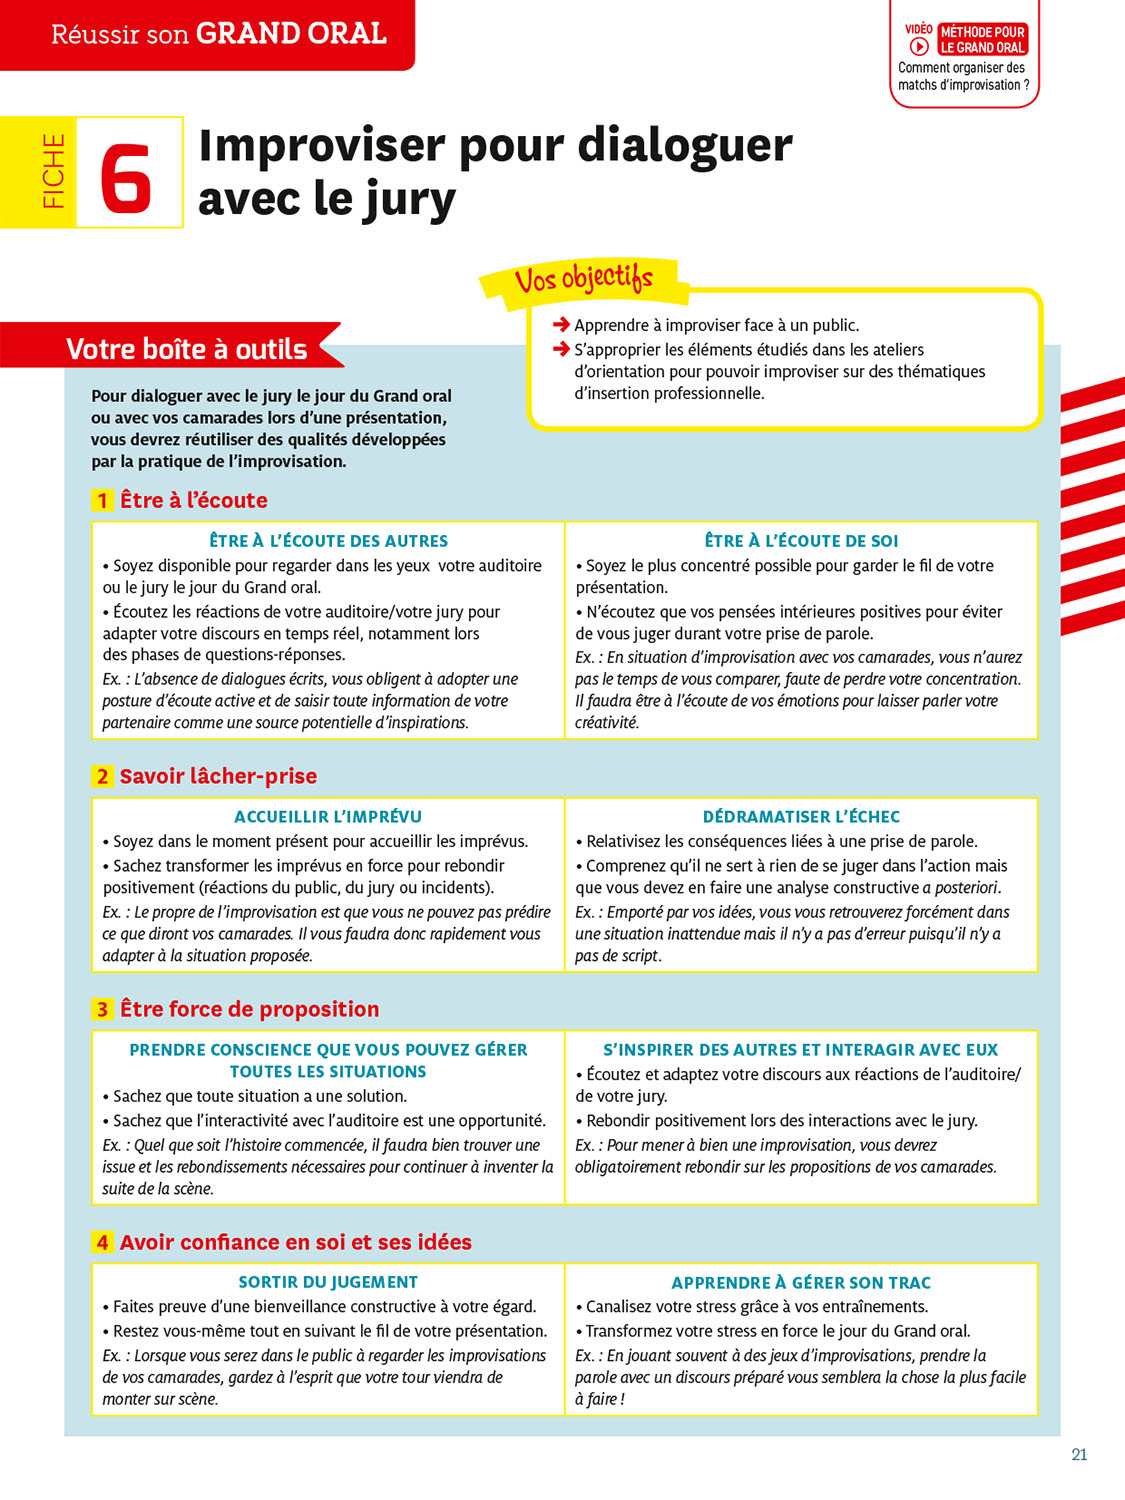 Réussir son GRAND ORAL
VIDÉO
MÉTHODE POUR
LE GRAND ORAL
Comment organiser des
matchs d'improvisation ?
FICHE
6
Improviser pour dialoguer
avec le jury
Vos objectifs
Apprendre à improviser face à un public.
S'approprier les éléments étudiés dans les ateliers
d'orientation pour pouvoir improviser sur des thématiques
d'insertion professionnelle.
Votre boîte à outils
Pour dialoguer avec le jury le jour du Grand oral
ou avec vos camarades lors d'une présentation,
vous devrez réutiliser des qualités développées
par la pratique de l'improvisation.
1 Être à l'écoute
ÊTRE À L'ÉCOUTE DES AUTRES
• Soyez disponible pour regarder dans les yeux votre auditoire
ou le jury le jour du Grand oral.
• Écoutez les réactions de votre auditoire/votre jury pour
adapter votre discours en temps réel, notamment lors
des phases de questions-réponses.
Ex. : L'absence de dialogues écrits, vous obligent à adopter une
posture d'écoute active et de saisir toute information de votre
partenaire comme une source potentielle d'inspirations.
ÊTRE À L'ÉCOUTE DE SOI
• Soyez le plus concentré possible pour garder le fil de votre
présentation.
• N'écoutez que vos pensées intérieures positives pour éviter
de vous juger durant votre prise de parole.
Ex. : En situation d'improvisation avec vos camarades, vous n'aurez
pas le temps de vous comparer, faute de perdre votre concentration.
Il faudra être à l'écoute de vos émotions pour laisser parler votre
créativité.
2 Savoir lâcher-prise
ACCUEILLIR L'IMPRÉVU
• Soyez dans le moment présent pour accueillir les imprévus.
• Sachez transformer les imprévus en force pour rebondir
positivement (réactions du public, du jury ou incidents).
Ex. : Le propre de l'improvisation est que vous ne pouvez pas prédire
ce que diront vos camarades. Il vous faudra donc rapidement vous
adapter à la situation proposée.
DÉDRAMATISER L'ÉCHEC
• Relativisez les conséquences liées à une prise de parole.
• Comprenez qu'il ne sert à rien de se juger dans l'action mais
que vous devez en faire une analyse constructive a posteriori.
Ex. : Emporté par vos idées, vous vous retrouverez forcément dans
une situation inattendue mais il n'y a pas d'erreur puisqu'il n'y a
pas de script.
3 Être force de proposition
PRENDRE CONSCIENCE QUE VOUS POUVEZ GÉRER
TOUTES LES SITUATIONS
• Sachez que toute situation a une solution.
• Sachez que l'interactivité avec l'auditoire est une opportunité.
Ex. : Quel que soit l'histoire commencée, il faudra bien trouver une
issue et les rebondissements nécessaires pour continuer à inventer la
suite de la scène.
S'INSPIRER DES AUTRES ET INTERAGIR AVEC EUX
• Écoutez et adaptez votre discours aux réactions de l'auditoire/
de votre jury.
• Rebondir positivement lors des interactions avec le jury.
Ex. : Pour mener à bien une improvisation, vous devrez
obligatoirement rebondir sur les propositions de vos camarades.
4 Avoir confiance en soi et ses idées
SORTIR DU JUGEMENT
• Faites preuve d'une bienveillance constructive à votre égard.
• Restez vous-même tout en suivant le fil de votre présentation.
Ex. : Lorsque vous serez dans le public à regarder les improvisations
de vos camarades, gardez à l'esprit que votre tour viendra de
monter sur scène.
APPRENDRE À GÉRER SON TRAC
• Canalisez votre stress grâce à vos entraînements.
• Transformez votre stress en force le jour du Grand oral.
Ex. : En jouant souvent à des jeux d'improvisations, prendre la
parole avec un discours préparé vous semblera la chose la plus facile
à faire !
21